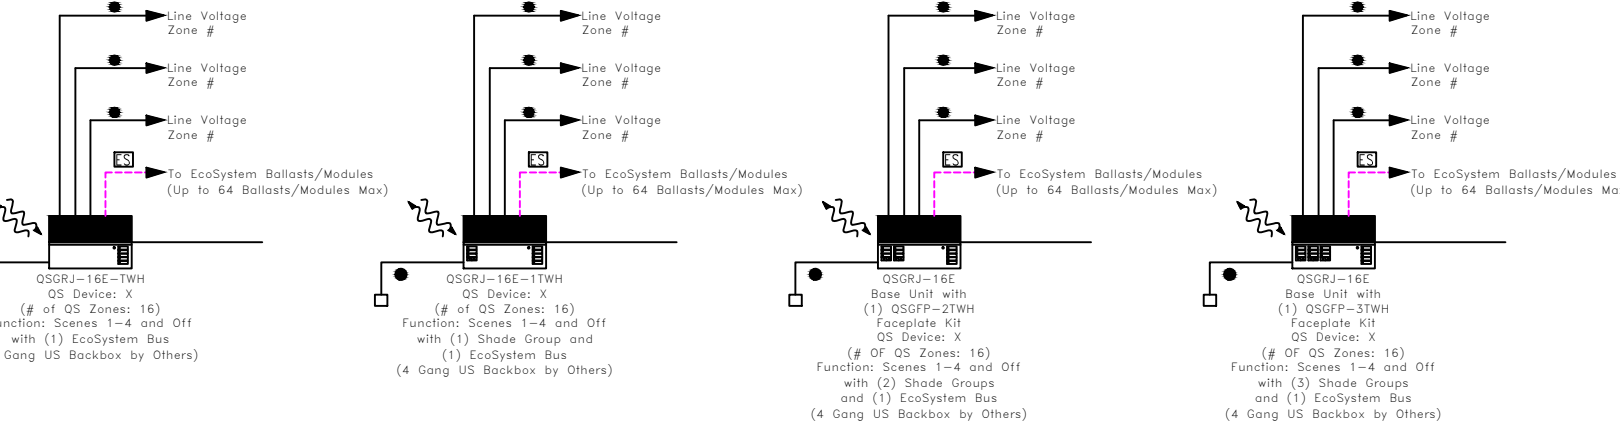 Line Voltage
Zone #
Line Voltage
Zone #
Line Voltage
Zone #
ES
To EcoSystem Ballasts/Modules
(Up to 64 Ballasts/Modules Max)
QSGRJ-16E-TWH
QS Device: X
(# of QS Zones: 16)
unction: Scenes 1-4 and Off
with (1) EcoSystem Bus
Gang US Backbox by Others)
Line Voltage
Zone #
Line Voltage
Zone #
Line Voltage
Zone #
ES
To EcoSystem Ballasts/Modules
(Up to 64 Ballasts/Modules Max)
QSGRJ-16E-1TWH
QS Device: X
(# of QS Zones: 16)
Function: Scenes 1-4 and Off
with (1) Shade Group and
(1) EcoSystem Bus
(4 Gang US Backbox by Others)
Line Voltage
Zone #
Line Voltage
Zone #
Line Voltage
Zone #
ES
To EcoSystem Ballasts/Modules
(Up to 64 Ballasts/Modules Max)
QSGRJ-16E
Base Unit with
(1) QSGFP-2TWH
Faceplate Kit
QS Device: X
(# OF QS Zones: 16)
Function: Scenes 1-4 and Off
with (2) Shade Groups
and (1) EcoSystem Bus
(4 Gang US Backbox by Others)
Line Voltage
Zone #
Line Voltage
Zone #
Line Voltage
Zone #
ES
To EcoSystem Ballasts/Modules
(Up to 64 Ballasts/Modules Ma
QSGRJ-16E
Base Unit with
(1) QSGFP-3TWH
Faceplate Kit
QS Device: X
(# OF QS Zones: 16)
Function: Scenes 1-4 and Off
with (3) Shade Groups
and (1) EcoSystem Bus
(4 Gang US Backbox by Others)